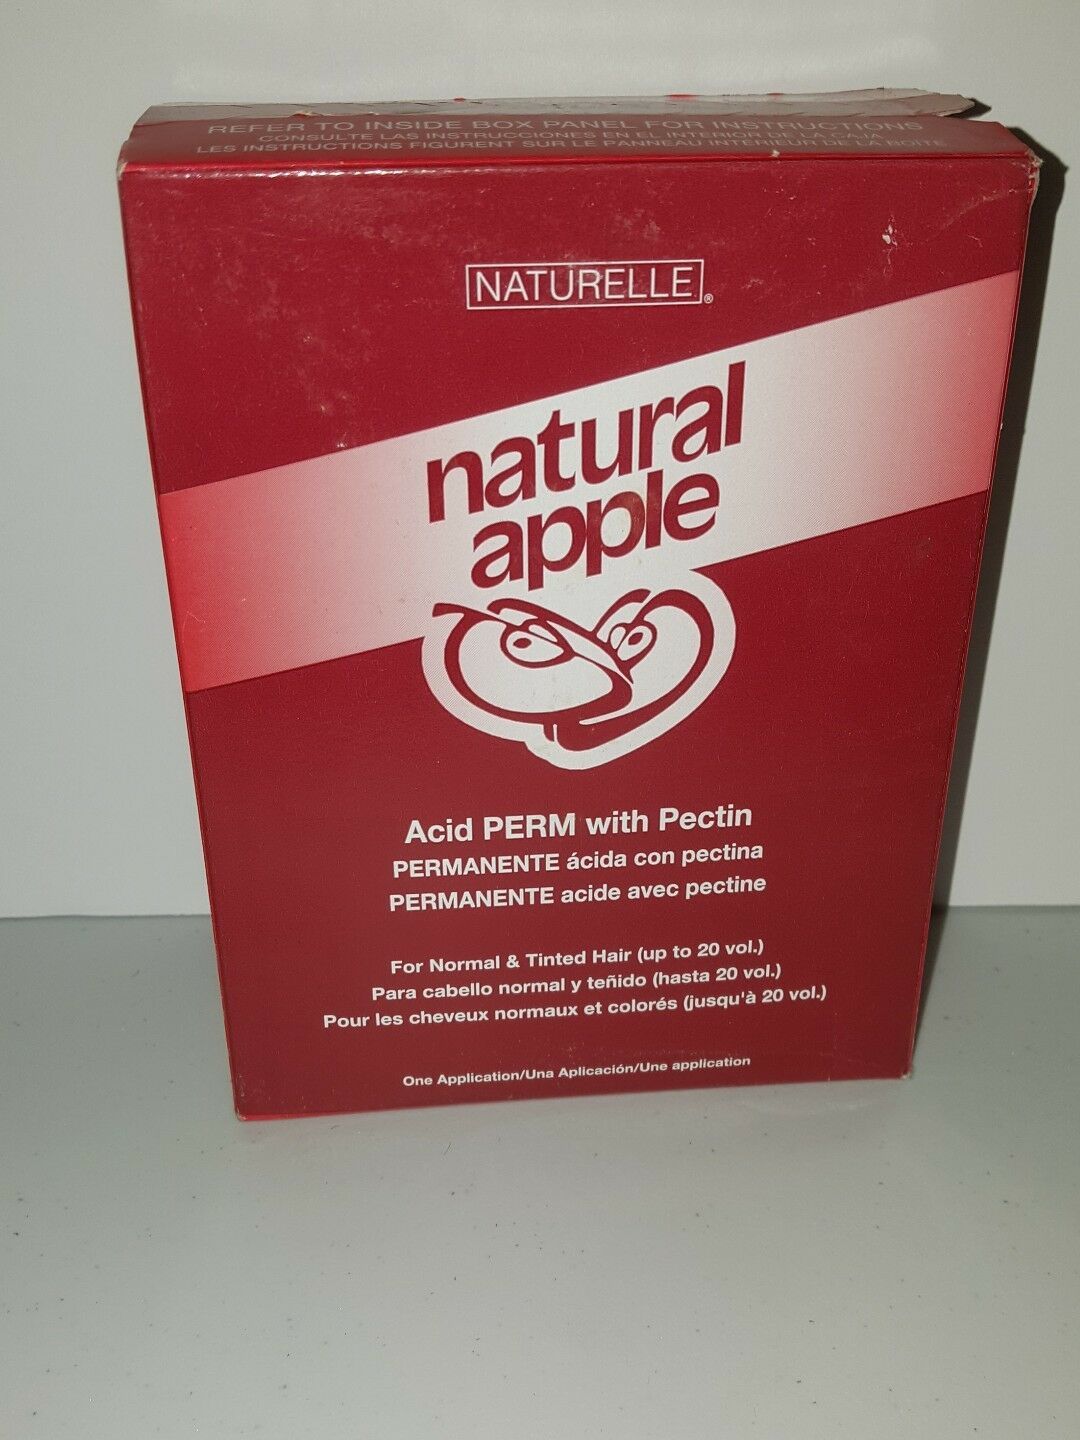 REFER TO INSIDE BOX PANEL FOR INSTRUCTIONS
CONSULTE LAS INSTRUCCIONES EN EL INTERIOR DE LA CAJA
LES INSTRUCTIONS FIGURENT SUR LE PANNEAU INTÉRIEUR DE LA BOÎTE
NATURELLE®
natural
apple
Acid PERM with Pectin
PERMANENTE ácida con pectina
PERMANENTE acide avec pectine
For Normal & Tinted Hair (up to 20 vol.)
Para cabello normal y teñido (hasta 20 vol.)
Pour les cheveux normaux et colorés (jusqu'à 20 vol.)
One Application/Una Aplicación/Une application